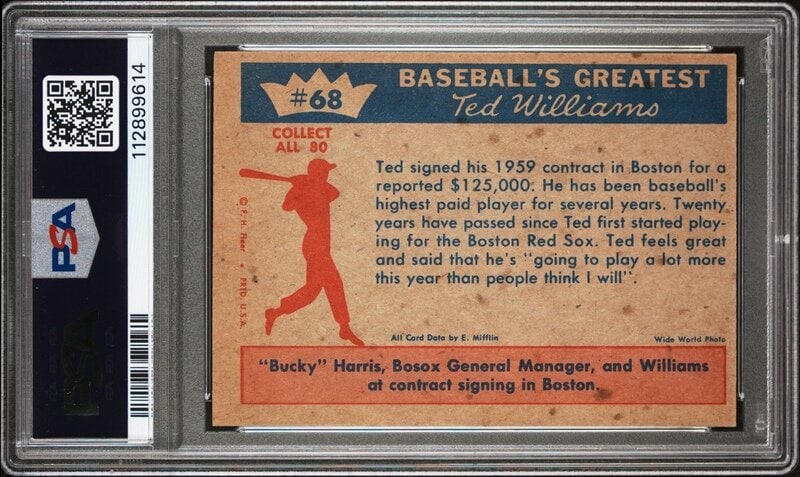 112899614
PSA
PSA
#68
BASEBALL'S GREATEST
Ted Williams
COLLECT
ALL 80
Ted signed his 1959 contract in Boston for a
reported $125,000. He has been baseball's
highest paid player for several years. Twenty
years have passed since Ted first started play-
ing for the Boston Red Sox. Ted feels great
and said that he's "going to play a lot more
this year than people think I will".
© F. H. Fleer • PRTD. U.S.A.
All Card Data by E. Mifflin
Wide World Photo
"Bucky" Harris, Bosox General Manager, and Williams
at contract signing in Boston.